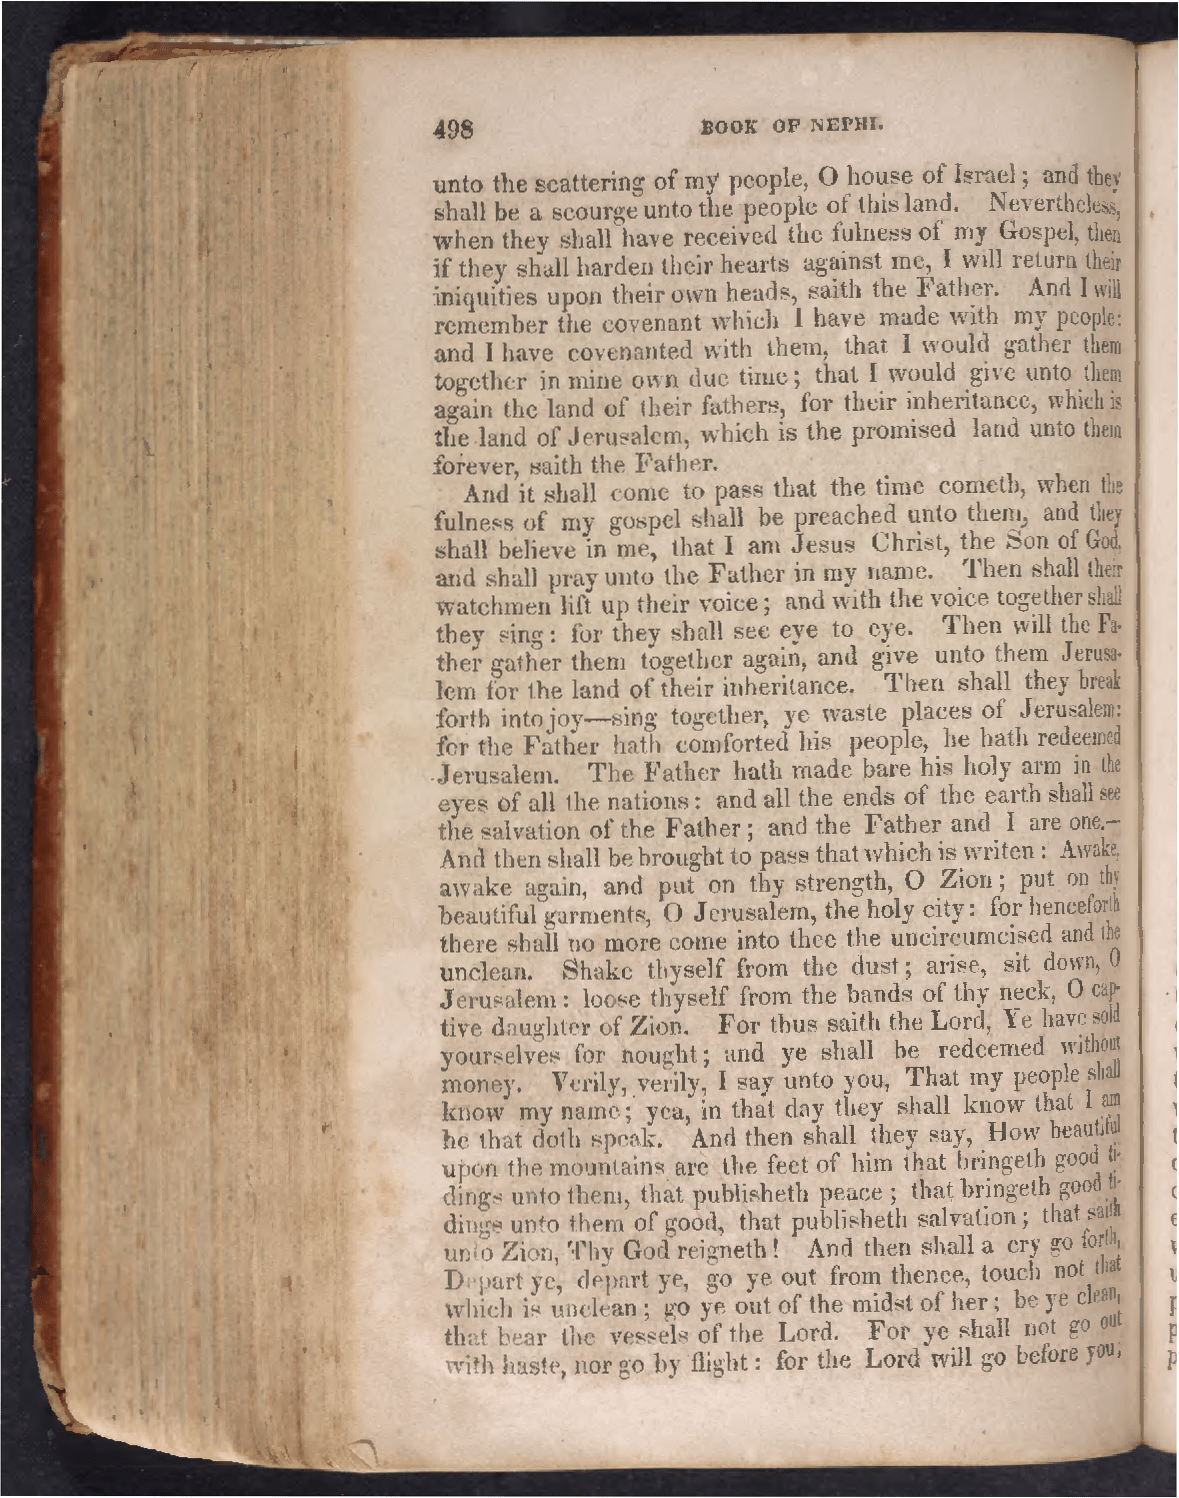 498 BOOK OF NEPHI.
unto the scattering of my people, O house of Israel; and they
shall be a scourge unto the people of this land. Nevertheless,
when they shall have received the fulness of my Gospel, then
if they shall harden their hearts against me, I will return their
iniquities upon their own heads, saith the Father. And I will
remember the covenant which I have made with my people:
and I have covenanted with them, that I would gather them
together in mine own due time; that I would give unto them
again the land of their fathers, for their inheritance, which is
the land of Jerusalem, which is the promised land unto them
forever, saith the Father.
And it shall come to pass that the time cometh, when the
fulness of my gospel shall be preached unto them, and they
shall believe in me, that I am Jesus Christ, the Son of God,
and shall pray unto the Father in my name. Then shall their
watchmen lift up their voice; and with the voice together shall
they sing: for they shall see eye to eye. Then will the Fa-
ther gather them together again, and give unto them Jerusa-
lem for the land of their inheritance. Then shall they break
forth into joy—sing together, ye waste places of Jerusalem:
for the Father hath comforted his people, he hath redeemed
Jerusalem. The Father hath made bare his holy arm in the
eyes of all the nations: and all the ends of the earth shall see
the salvation of the Father; and the Father and I are one.—
And then shall be brought to pass that which is writen: Awake,
awake again, and put on thy strength, O Zion; put on thy
beautiful garments, O Jerusalem, the holy city: for henceforth
there shall no more come into thee the uncircumcised and the
unclean. Shake thyself from the dust; arise, sit down, O
Jerusalem: loose thyself from the bands of thy neck, O cap-
tive daughter of Zion. For thus saith the Lord, Ye have sold
yourselves for nought; and ye shall be redeemed without
money. Verily, verily, I say unto you, That my people shall
know my name; yea, in that day they shall know that I am
he that doth speak. And then shall they say, How beautiful
upon the mountains are the feet of him that bringeth good ti-
dings unto them, that publisheth peace; that bringeth good ti-
dings unto them of good, that publisheth salvation; that saith
unto Zion, Thy God reigneth! And then shall a cry go forth,
Depart ye, depart ye, go ye out from thence, touch not that
which is unclean; go ye out of the midst of her; be ye clean,
that bear the vessels of the Lord. For ye shall not go out
with haste, nor go by flight: for the Lord will go before you;